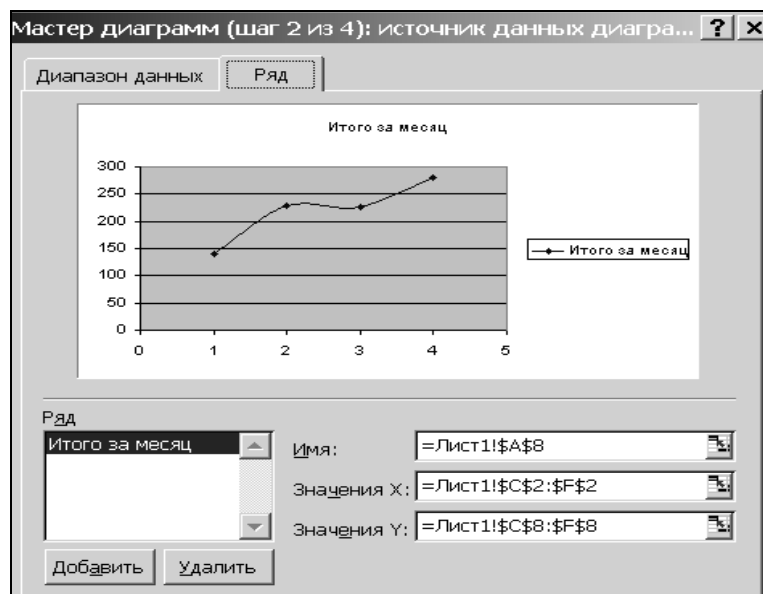 Мастер диаграмм (шаг 2 из 4): источник данных диагра... ? ×
Диапазон данных Ряд
Итого за месяц
300
250
200
150
100
50
0
0 1 2 3 4 5
Итого за месяц
Ряд
Итого за месяц
Имя: =Лист1!$A$8
Значения X: =Лист1!$C$2:$F$2
Значения Y: =Лист1!$C$8:$F$8
Добавить Удалить